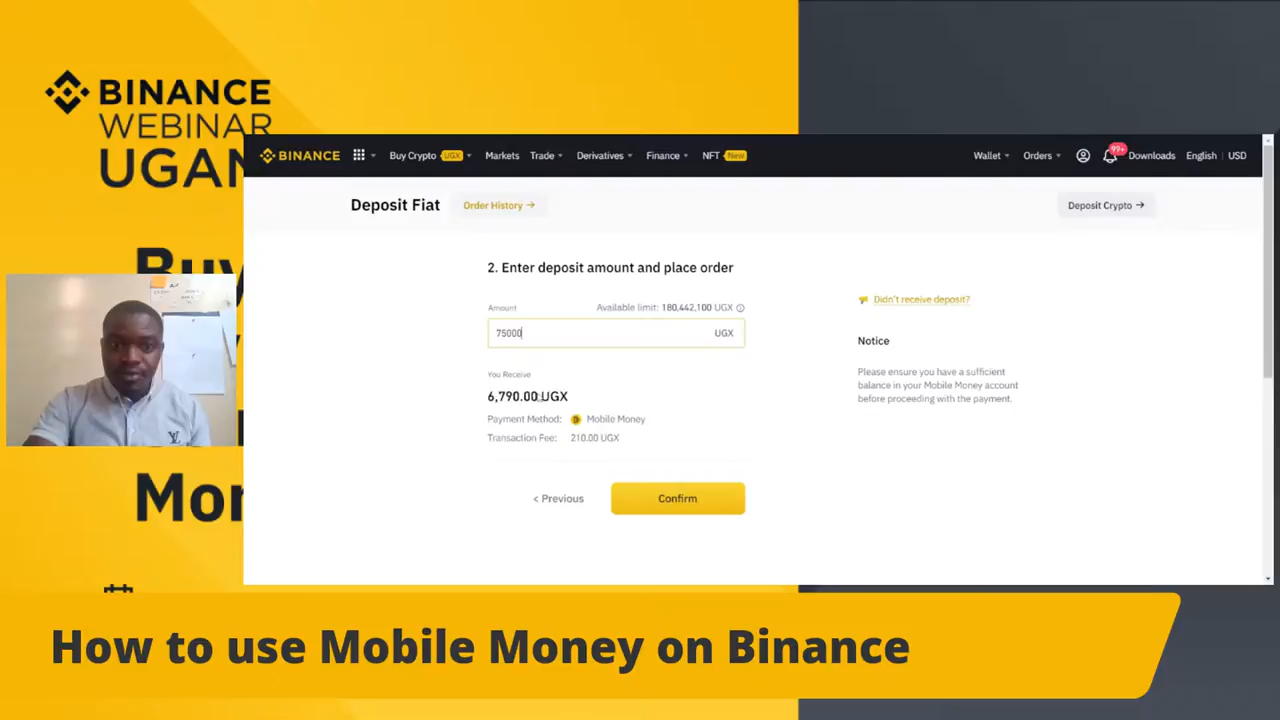 BINANCE
WEBINAR
UGAN
BINANCE
Buy Crypto UGX
Markets
Trade
Derivatives
Finance
NFT New
Wallet
Orders
99+
Downloads
English
USD
Deposit Fiat
Order History →
Deposit Crypto →
2. Enter deposit amount and place order
Amount
Available limit: 180,442,100 UGX
75000
UGX
You Receive
6,790.00 UGX
Payment Method: Mobile Money
Transaction Fee: 210.00 UGX
< Previous
Confirm
Didn't receive deposit?
Notice
Please ensure you have a sufficient
balance in your Mobile Money account
before proceeding with the payment.
Buy
Mon
How to use Mobile Money on Binance